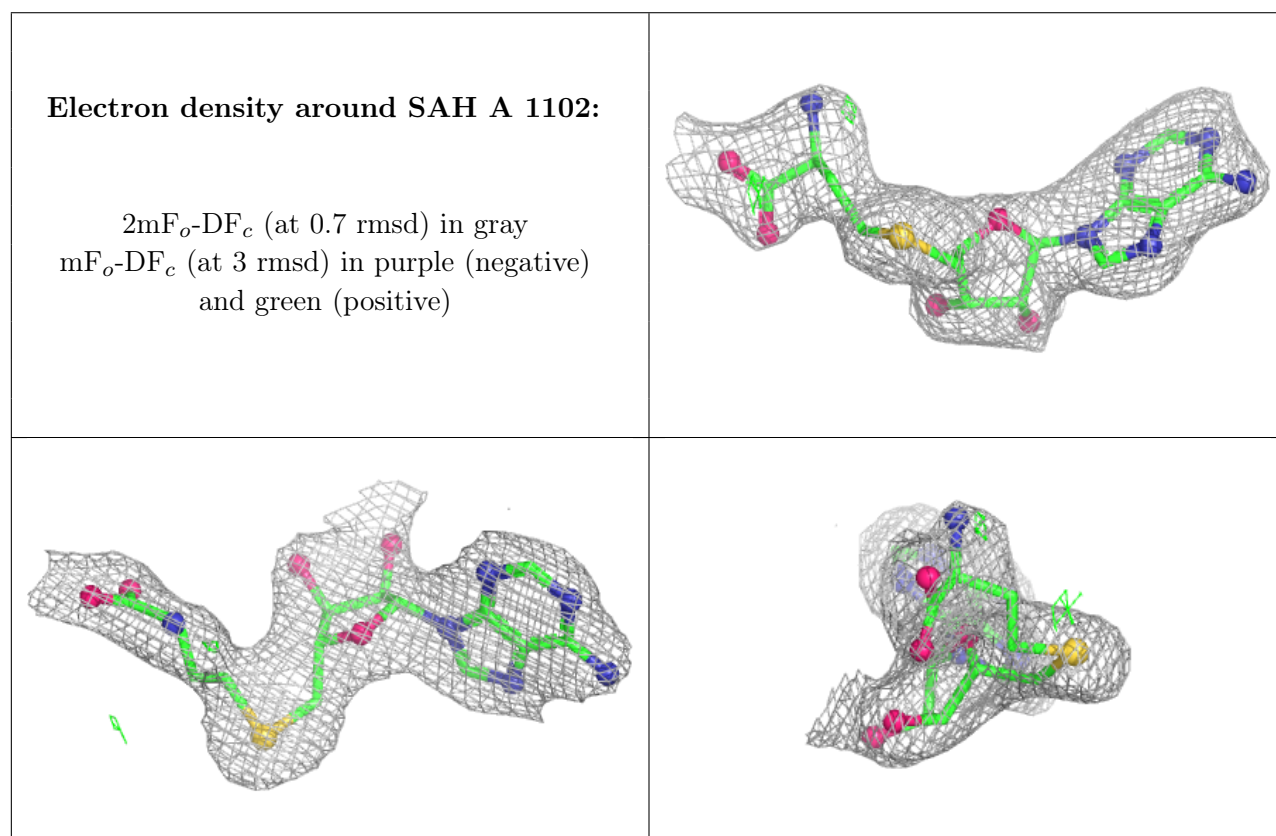 Electron density around SAH A 1102:
2mFₒ-DF𝒸 (at 0.7 rmsd) in gray
mFₒ-DF𝒸 (at 3 rmsd) in purple (negative)
and green (positive)